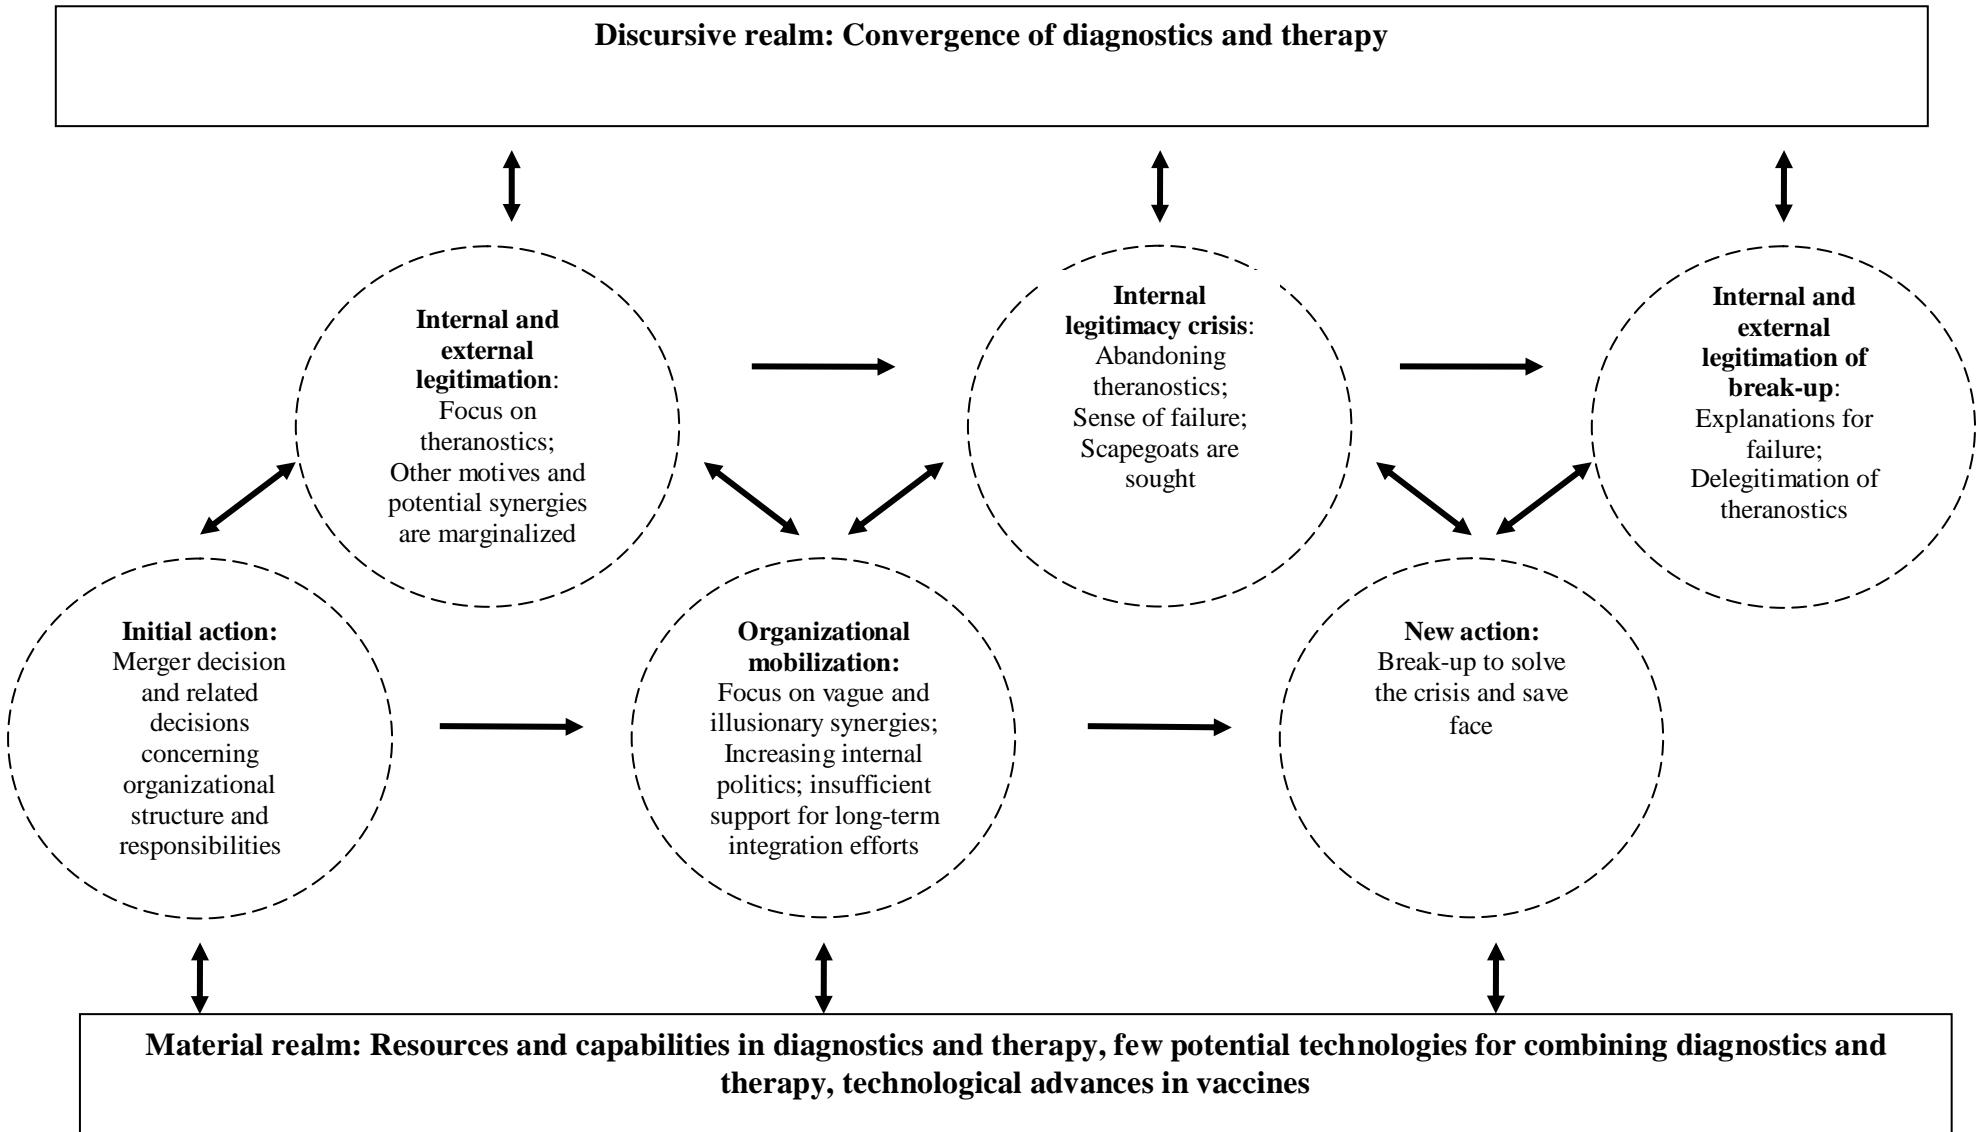 Discursive realm: Convergence of diagnostics and therapy
Internal and
external
legitimation:
Focus on
theranostics;
Other motives and
potential synergies
are marginalized
Internal
legitimacy crisis:
Abandoning
theranostics;
Sense of failure;
Scapegoats are
sought
Internal and
external
legitimation of
break-up:
Explanations for
failure;
Delegitimation of
theranostics
Initial action:
Merger decision
and related
decisions
concerning
organizational
structure and
responsibilities
Organizational
mobilization:
Focus on vague and
illusionary synergies;
Increasing internal
politics; insufficient
support for long-term
integration efforts
New action:
Break-up to solve
the crisis and save
face
Material realm: Resources and capabilities in diagnostics and therapy, few potential technologies for combining diagnostics and
therapy, technological advances in vaccines